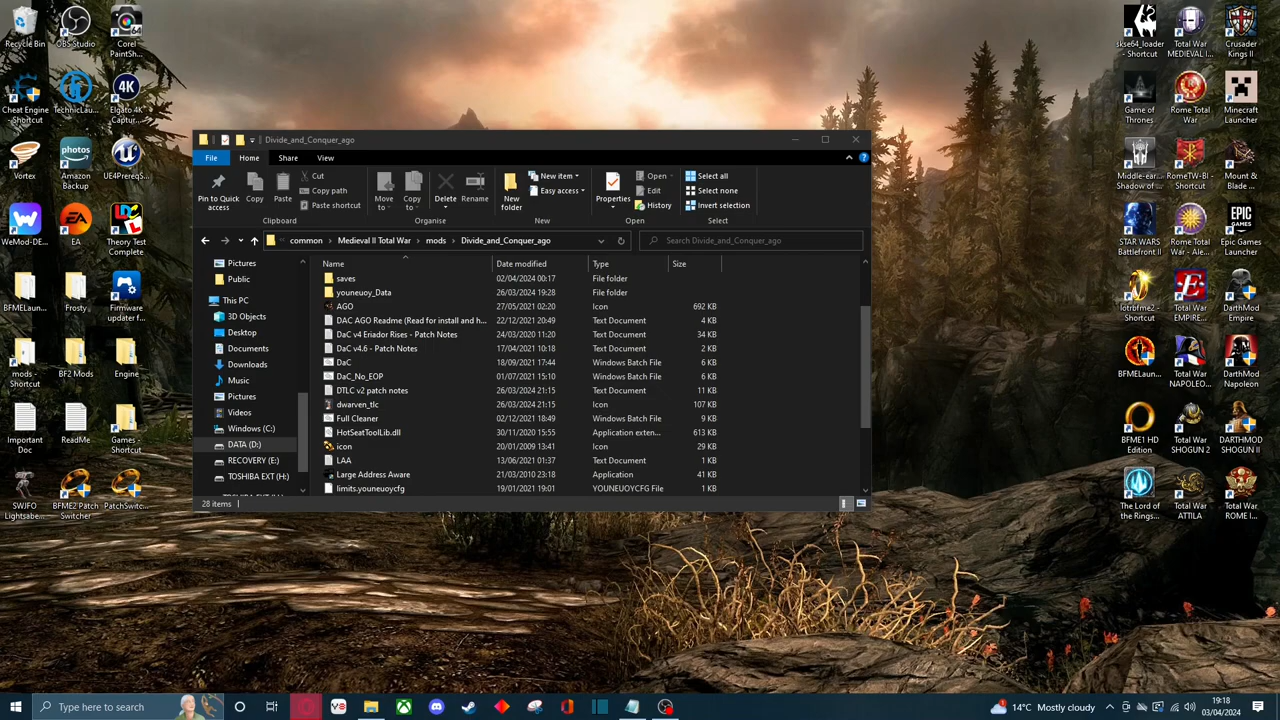 Recycle Bin
OBS Studio
Corel
PaintSh...
Cheat Engine
- Shortcut
TechnicLau...
Elgato 4K
Captur...
Vortex
Amazon
Backup
UE4PrereqS...
WeMod-DE...
EA
Theory Test
Complete
BFMELaun...
Frosty
Firmware
updater f...
mods -
Shortcut
BF2 Mods
Engine
Important
Doc
ReadMe
Games -
Shortcut
SWJFO
Lightsabe...
BFME2 Patch
Switcher
PatchSwitc...
Divide_and_Conquer_ago
File
Home
Share
View
Pin to Quick
access
Copy
Paste
Cut
Copy path
Paste shortcut
Clipboard
Move
to
Copy
to
Delete
Rename
Organise
New
folder
New item
Easy access
New
Properties
Open
Edit
History
Open
Select all
Select none
Invert selection
Select
common
Medieval II Total War
mods
Divide_and_Conquer_ago
Search Divide_and_Conquer_ago
Pictures
Public
This PC
3D Objects
Desktop
Documents
Downloads
Music
Pictures
Videos
Windows (C:)
DATA (D:)
RECOVERY (E:)
TOSHIBA EXT (H:)
Name Date modified Type Size
saves 02/04/2024 00:17 File folder
youneuoy_Data 26/03/2024 19:28 File folder
AGO 27/05/2021 02:20 Icon 692 KB
DAC AGO Readme (Read for install and h... 22/12/2021 20:49 Text Document 4 KB
DaC v4 Eriador Rises - Patch Notes 24/03/2020 11:20 Text Document 34 KB
DaC v4.6 - Patch Notes 17/04/2021 10:18 Text Document 2 KB
DaC 18/09/2021 17:44 Windows Batch File 6 KB
DaC_No_EOP 01/07/2021 15:10 Windows Batch File 6 KB
DTLC v2 patch notes 26/03/2024 21:15 Text Document 11 KB
dwarven_tlc 26/03/2024 21:15 Icon 107 KB
Full Cleaner 02/12/2021 18:49 Windows Batch File 9 KB
HotSeatToolLib.dll 30/11/2020 15:55 Application exten... 613 KB
icon 20/01/2009 13:41 Icon 29 KB
LAA 13/06/2021 01:37 Text Document 1 KB
Large Address Aware 21/03/2010 23:18 Application 41 KB
limits.youneuoycfg 19/01/2021 19:01 YOUNEUOYCFG File 1 KB
28 items
skse64_loader
- Shortcut
Total War
MEDIEVAL I...
Crusader
Kings II
Game of
Thrones
Rome Total
War
Minecraft
Launcher
Middle-ear...
Shadow of ...
RomeTW-BI
- Shortcut
Mount &
Blade ...
STAR WARS
Battlefront II
Rome Total
War ...
Epic Games
Launcher
lotrbfme2 -
Shortcut
Total War
EMPIRE...
DarthMod
Empire
BFMELaun...
Total War
NAPOLEO...
DarthMod
Napoleon
BFME1 HD
Edition
Total War
SHOGUN 2
DARTHMOD
SHOGUN II
The Lord of
the Rings...
Total War
ATTILA
Total War
ROME I...
Type here to search
14°C Mostly cloudy
19:18
03/04/2024